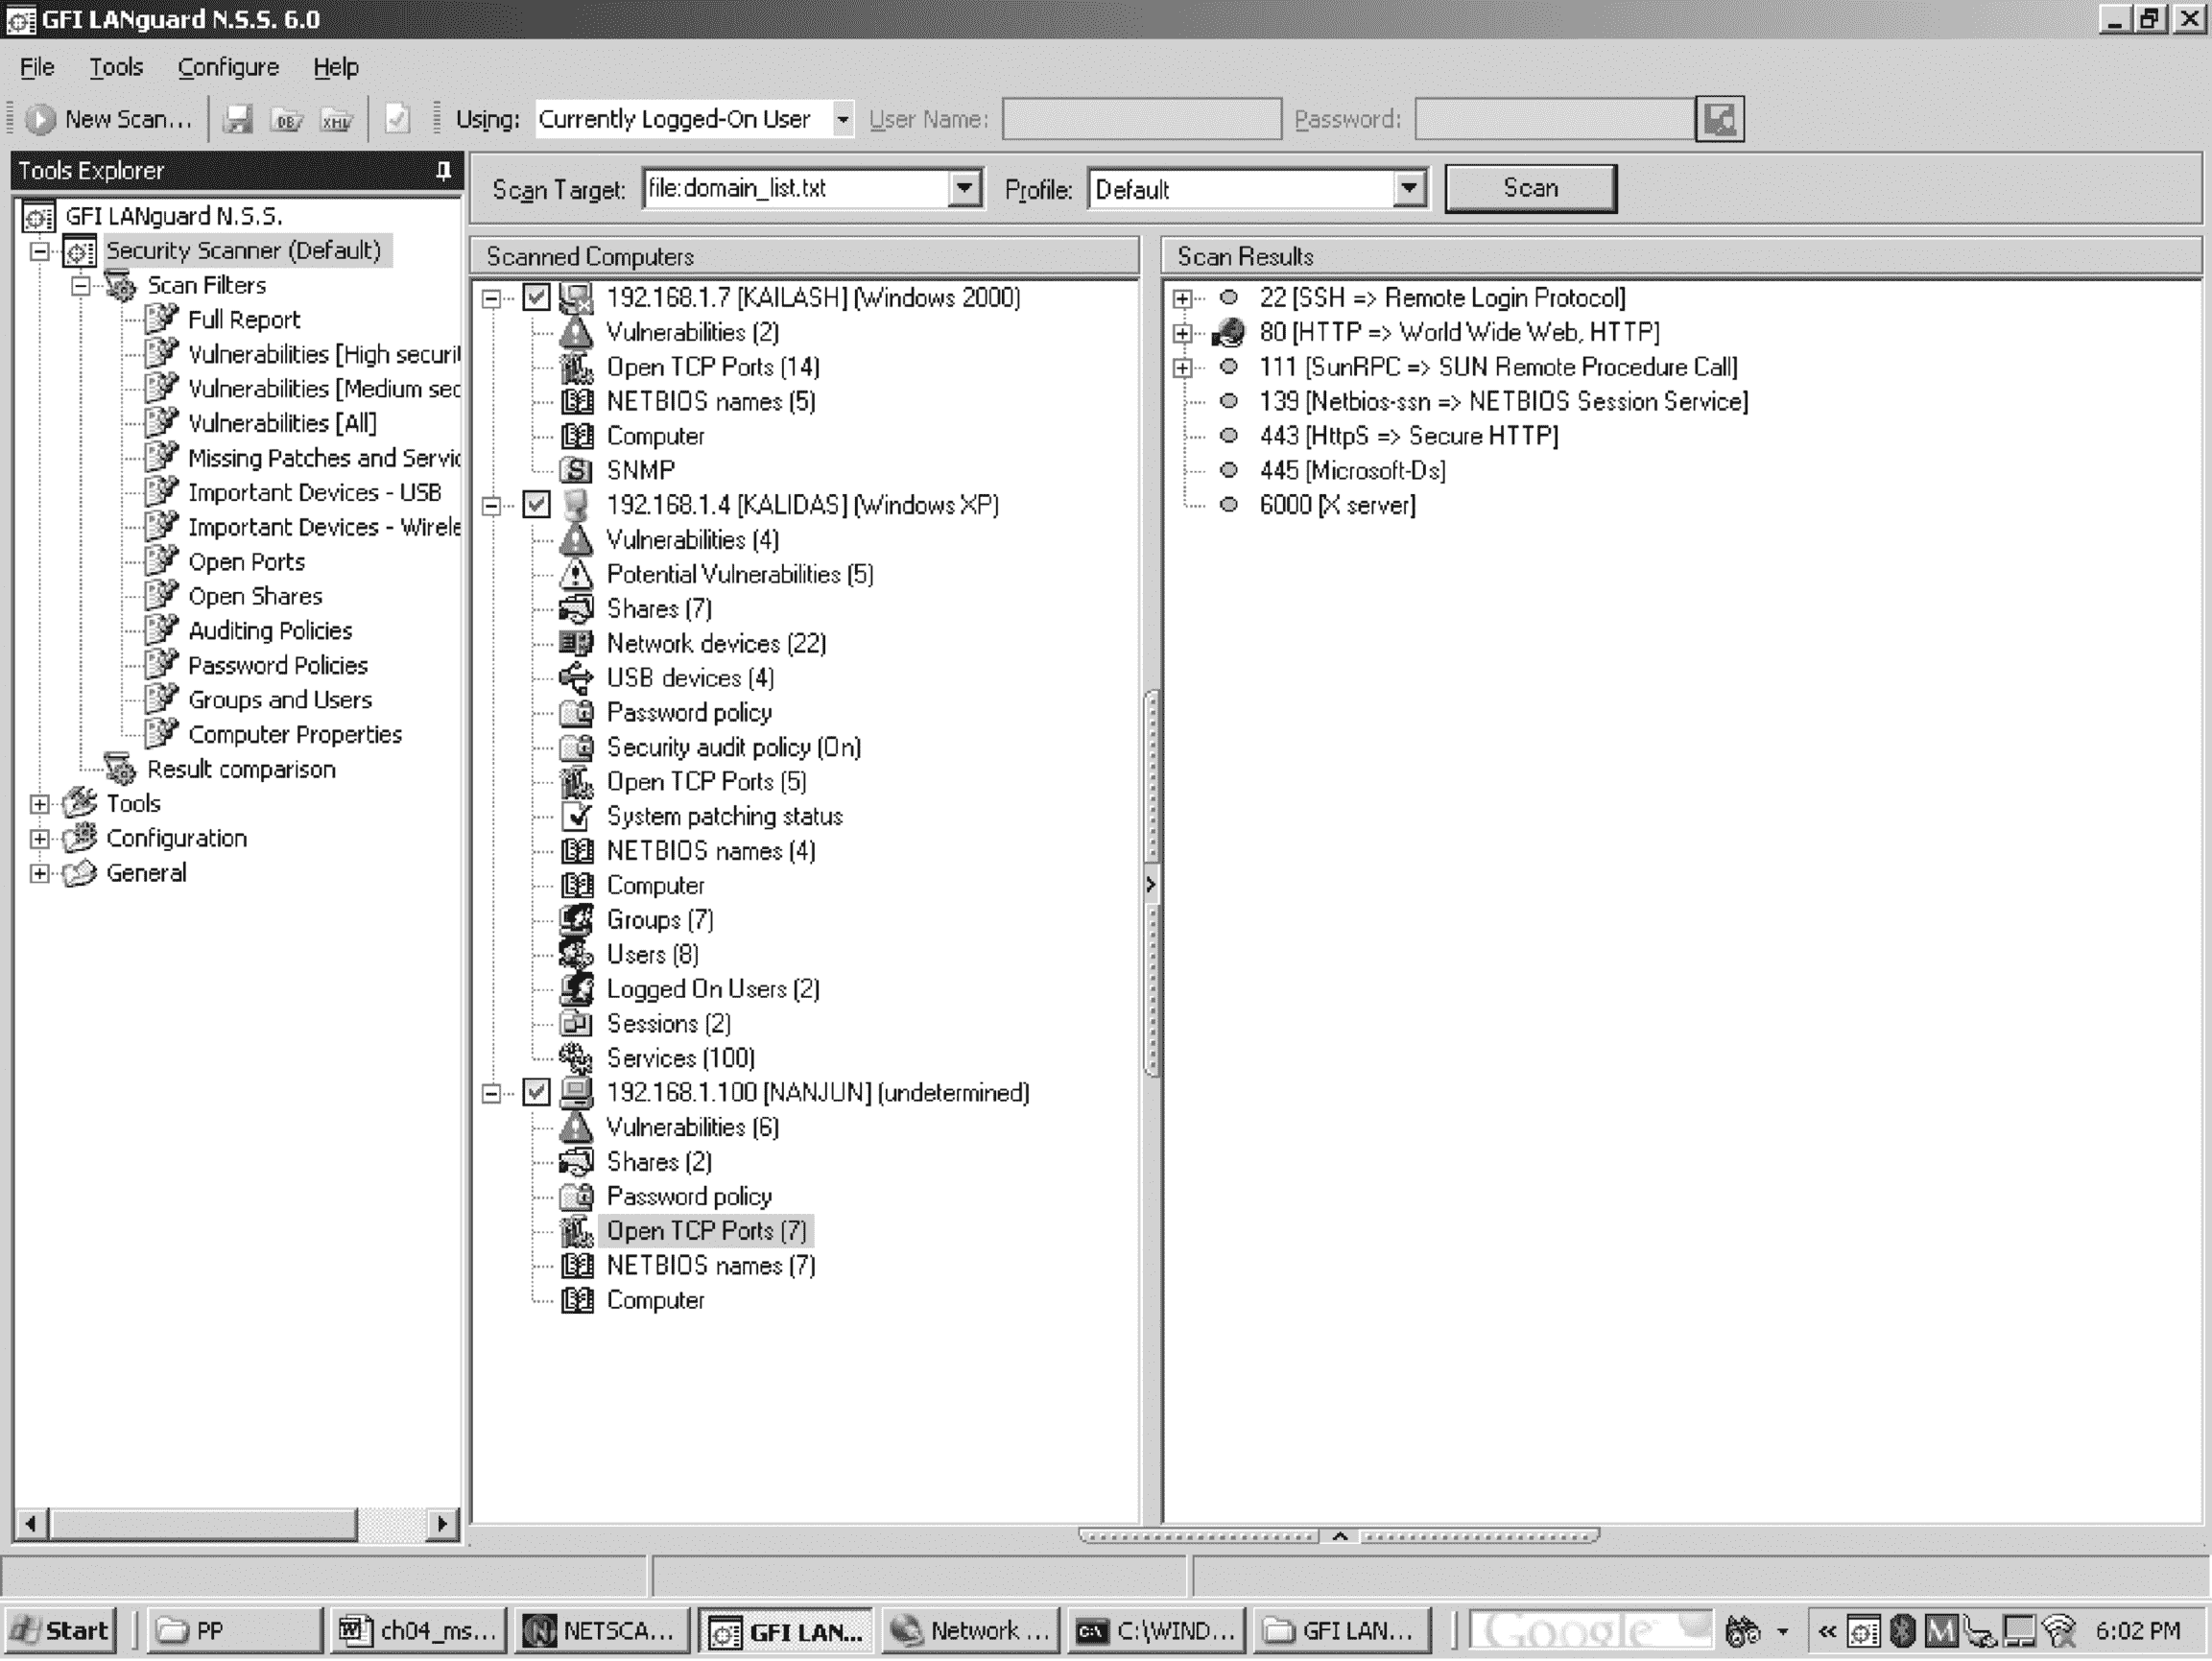 GFI LANguard N.S.S. 6.0
File Tools Configure Help
New Scan... DB XML Using: Currently Logged-On User User Name: Password:
Tools Explorer
GFI LANguard N.S.S.
Security Scanner (Default)
Scan Filters
Full Report
Vulnerabilities [High securit
Vulnerabilities [Medium sec
Vulnerabilities [All]
Missing Patches and Servic
Important Devices - USB
Important Devices - Wirele
Open Ports
Open Shares
Auditing Policies
Password Policies
Groups and Users
Computer Properties
Result comparison
Tools
Configuration
General
Scan Target: file:domain_list.txt Profile: Default Scan
Scanned Computers
192.168.1.7 [KAILASH] (Windows 2000)
Vulnerabilities (2)
Open TCP Ports (14)
NETBIOS names (5)
Computer
SNMP
192.168.1.4 [KALIDAS] (Windows XP)
Vulnerabilities (4)
Potential Vulnerabilities (5)
Shares (7)
Network devices (22)
USB devices (4)
Password policy
Security audit policy (On)
Open TCP Ports (5)
System patching status
NETBIOS names (4)
Computer
Groups (7)
Users (8)
Logged On Users (2)
Sessions (2)
Services (100)
192.168.1.100 [NANJUN] (undetermined)
Vulnerabilities (6)
Shares (2)
Password policy
Open TCP Ports (7)
NETBIOS names (7)
Computer
Scan Results
22 [SSH => Remote Login Protocol]
80 [HTTP => World Wide Web, HTTP]
111 [SunRPC => SUN Remote Procedure Call]
139 [Netbios-ssn => NETBIOS Session Service]
443 [HttpS => Secure HTTP]
445 [Microsoft-Ds]
6000 [X server]
Start PP ch04_ms... NETSCA... GFI LAN... Network ... C:\WIND... GFI LAN... Google « 6:02 PM